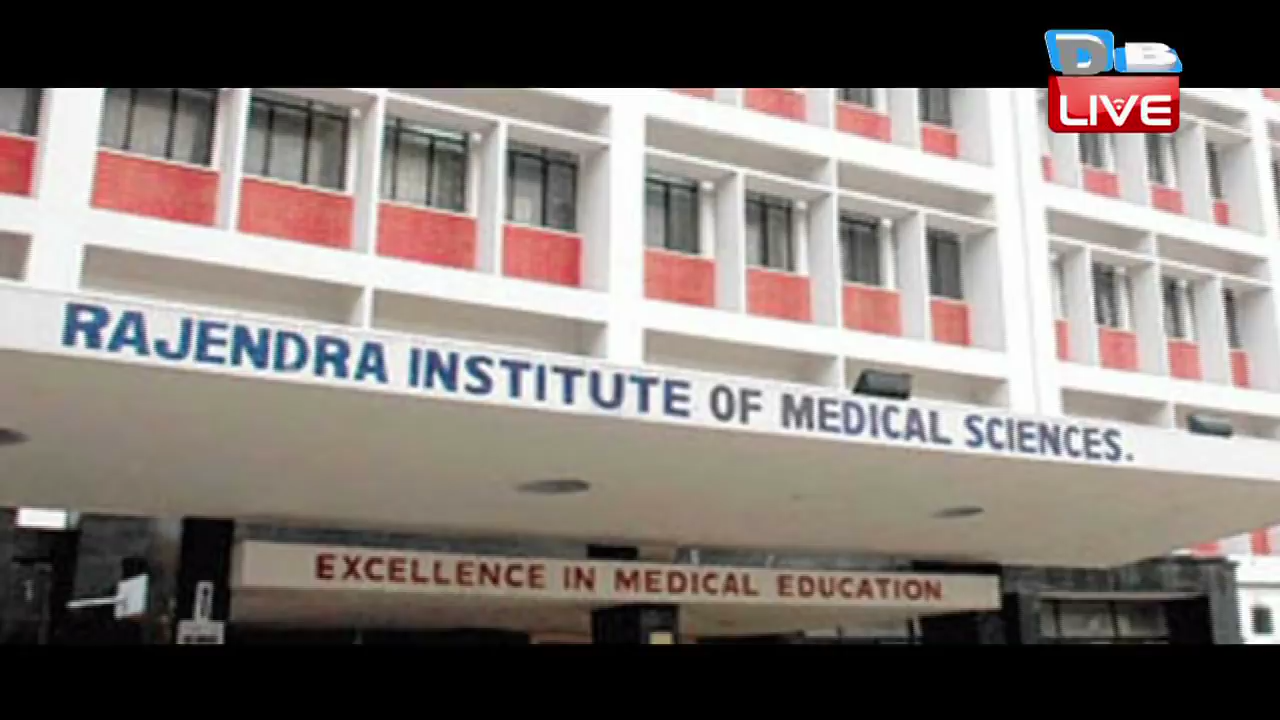 DB
LIVE
RAJENDRA INSTITUTE OF MEDICAL SCIENCES.
EXCELLENCE IN MEDICAL EDUCATION